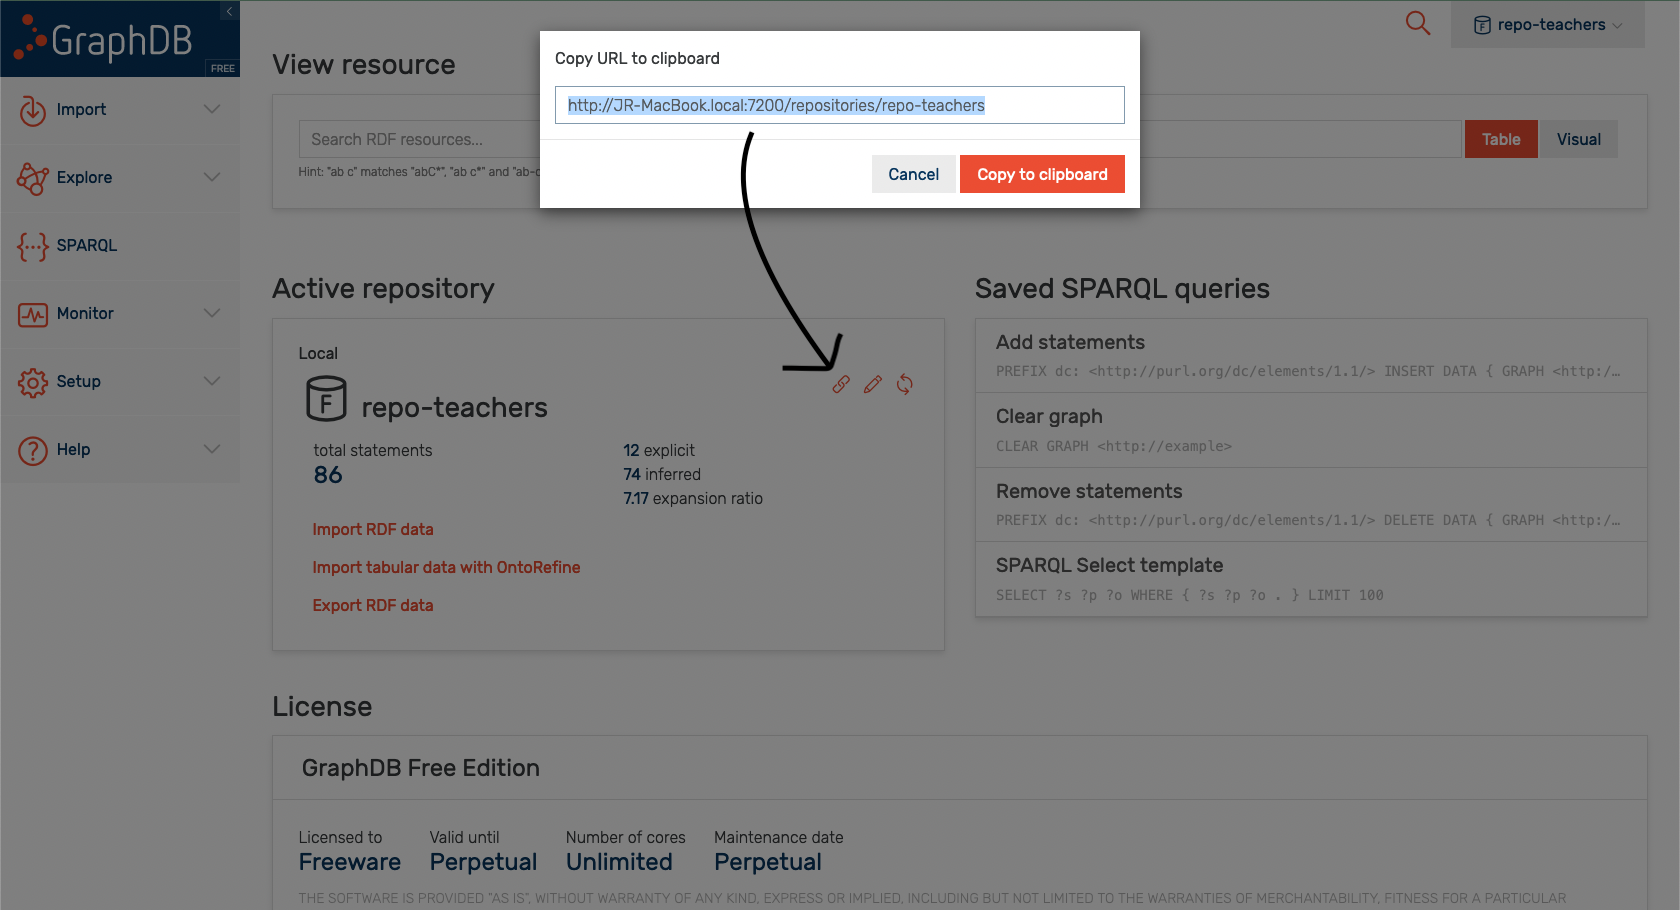 GraphDB
FREE
repo-teachers
Import
Explore
SPARQL
Monitor
Setup
Help
View resource
Search RDF resources...
Table
Visual
Hint: "ab c" matches "abC*", "ab c*" and "ab-c
Copy URL to clipboard
http://JR-MacBook.local:7200/repositories/repo-teachers
Cancel
Copy to clipboard
Active repository
Local
F
repo-teachers
total statements
86
12 explicit
74 inferred
7.17 expansion ratio
Import RDF data
Import tabular data with OntoRefine
Export RDF data
Saved SPARQL queries
Add statements
PREFIX dc: <http://purl.org/dc/elements/1.1/> INSERT DATA { GRAPH <http:/…
Clear graph
CLEAR GRAPH <http://example>
Remove statements
PREFIX dc: <http://purl.org/dc/elements/1.1/> DELETE DATA { GRAPH <http:/…
SPARQL Select template
SELECT ?s ?p ?o WHERE { ?s ?p ?o . } LIMIT 100
License
GraphDB Free Edition
Licensed to
Freeware
Valid until
Perpetual
Number of cores
Unlimited
Maintenance date
Perpetual
THE SOFTWARE IS PROVIDED "AS IS", WITHOUT WARRANTY OF ANY KIND, EXPRESS OR IMPLIED, INCLUDING BUT NOT LIMITED TO THE WARRANTIES OF MERCHANTABILITY, FITNESS FOR A PARTICULAR